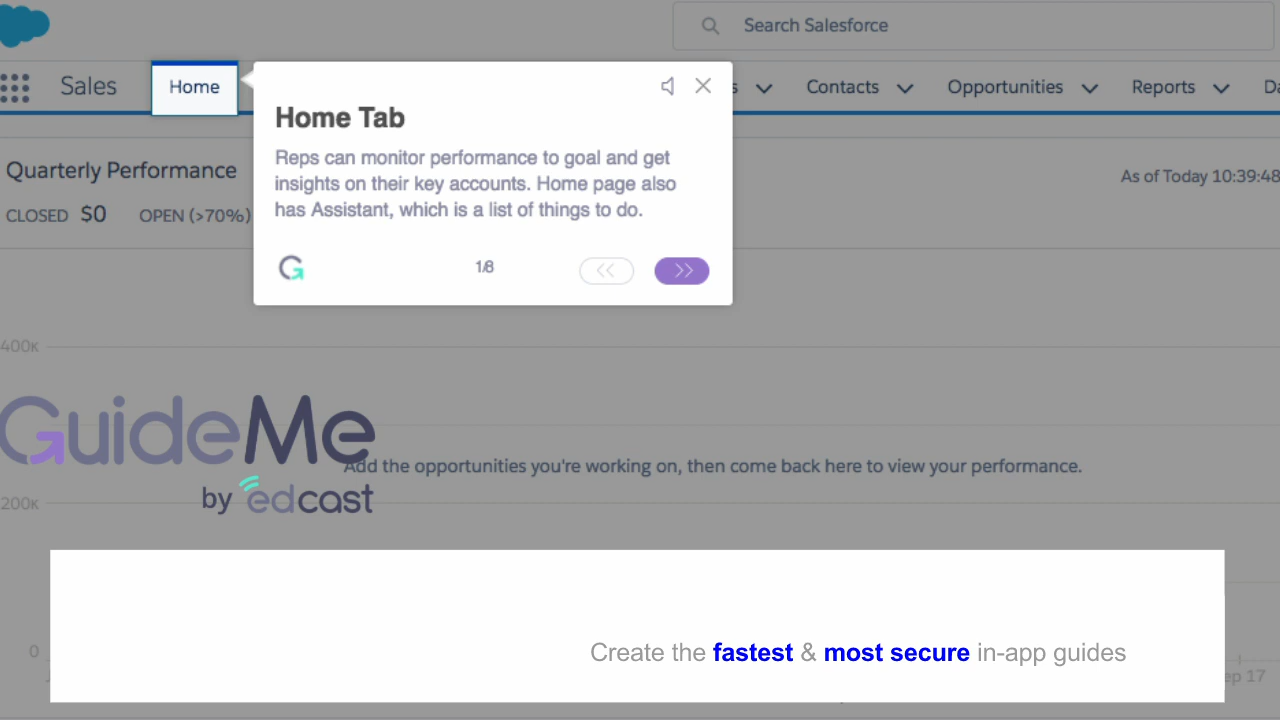 Search Salesforce
Sales
Home
s
Contacts
Opportunities
Reports
Da
Home Tab
Reps can monitor performance to goal and get
insights on their key accounts. Home page also
has Assistant, which is a list of things to do.
1/8
Quarterly Performance
As of Today 10:39:48
CLOSED $0 OPEN (>70%)
400K
GuideMe
Add the opportunities you're working on, then come back here to view your performance.
by edcast
200K
Create the fastest & most secure in-app guides
0
ep 17